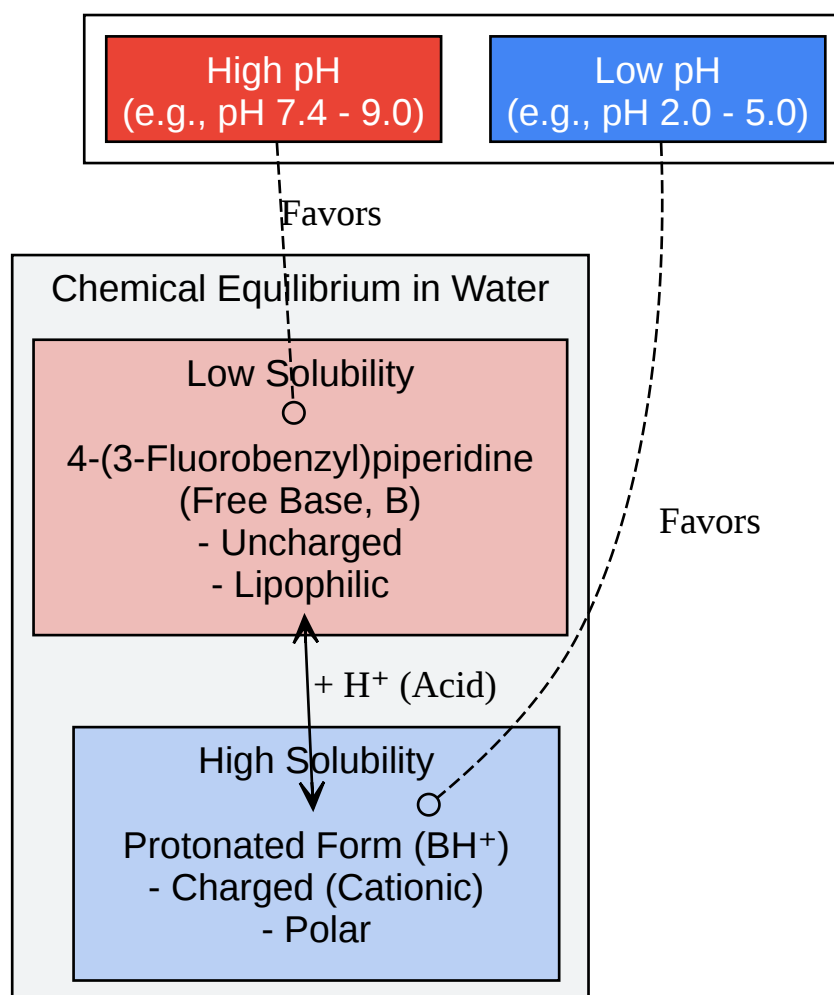 High pH
(e.g., pH 7.4 - 9.0)
Low pH
(e.g., pH 2.0 - 5.0)
Favors
Chemical Equilibrium in Water
Low Solubility
4-(3-Fluorobenzyl)piperidine
(Free Base, B)
- Uncharged
- Lipophilic
Favors
+ H⁺ (Acid)
High Solubility
Protonated Form (BH⁺)
- Charged (Cationic)
- Polar